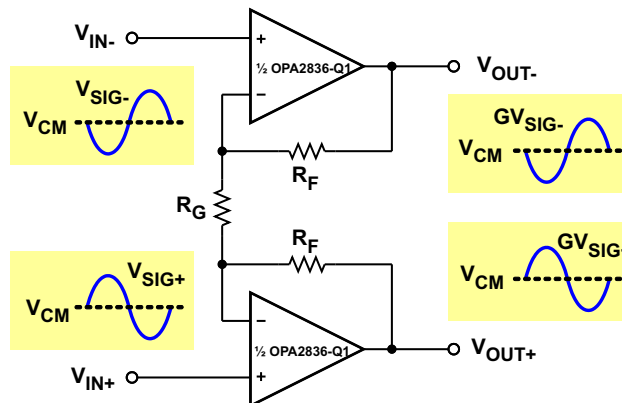 VIN-
+
½ OPA2836-Q1
−
VOUT-
VSIG-
VCM
GVSIG-
VCM
RF
RG
RF
VSIG+
VCM
GVSIG+
VCM
−
½ OPA2836-Q1
+
VOUT+
VIN+